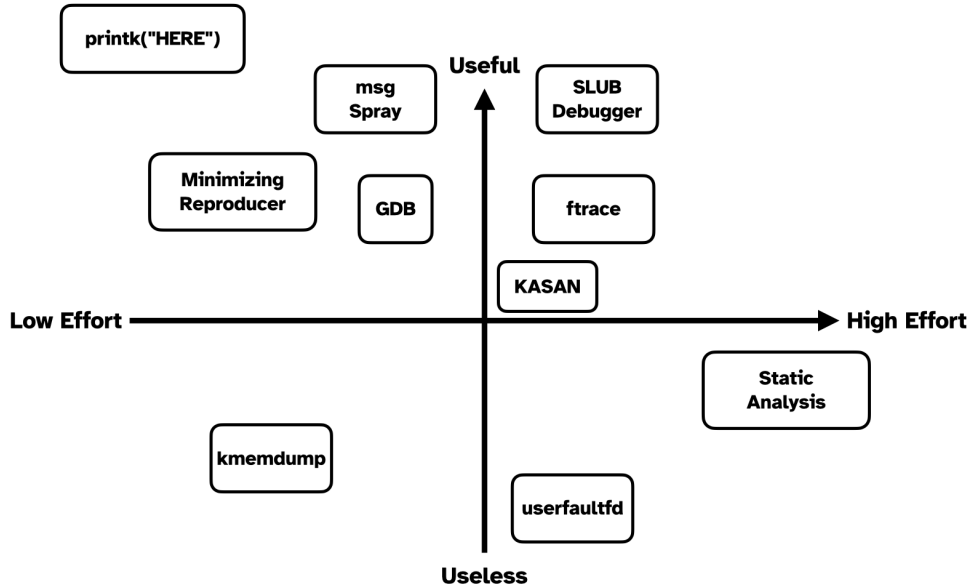 printk("HERE")
Useful
msg
Spray
SLUB
Debugger
Minimizing
Reproducer
GDB
ftrace
KASAN
Low Effort
High Effort
Static
Analysis
kmemdump
userfaultfd
Useless